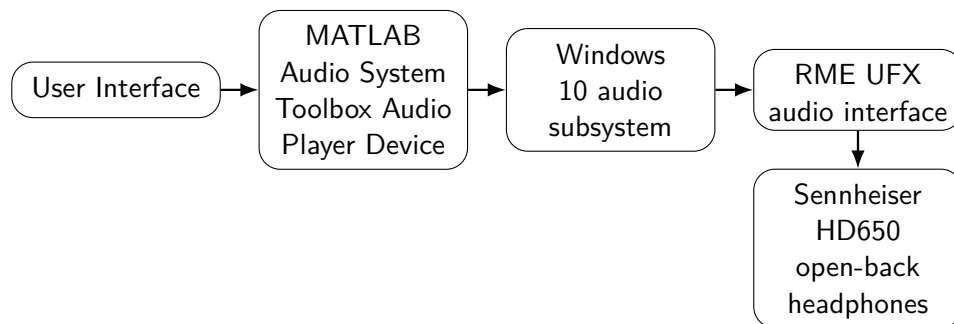 User Interface
MATLAB
Audio System
Toolbox Audio
Player Device
Windows
10 audio
subsystem
RME UFX
audio interface
Sennheiser
HD650
open-back
headphones